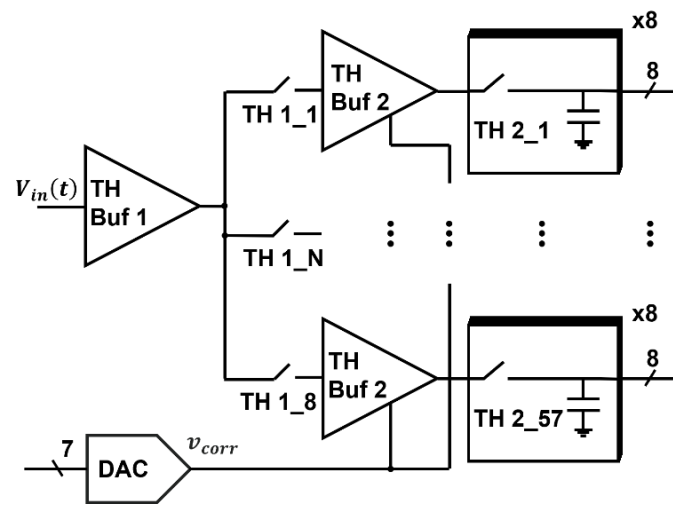 x8
TH
Buf 2
8
TH 1_1
TH 2_1
V_in(t)
TH
Buf 1
TH 1_N
x8
TH
Buf 2
8
TH 1_8
TH 2_57
7
DAC
v_corr